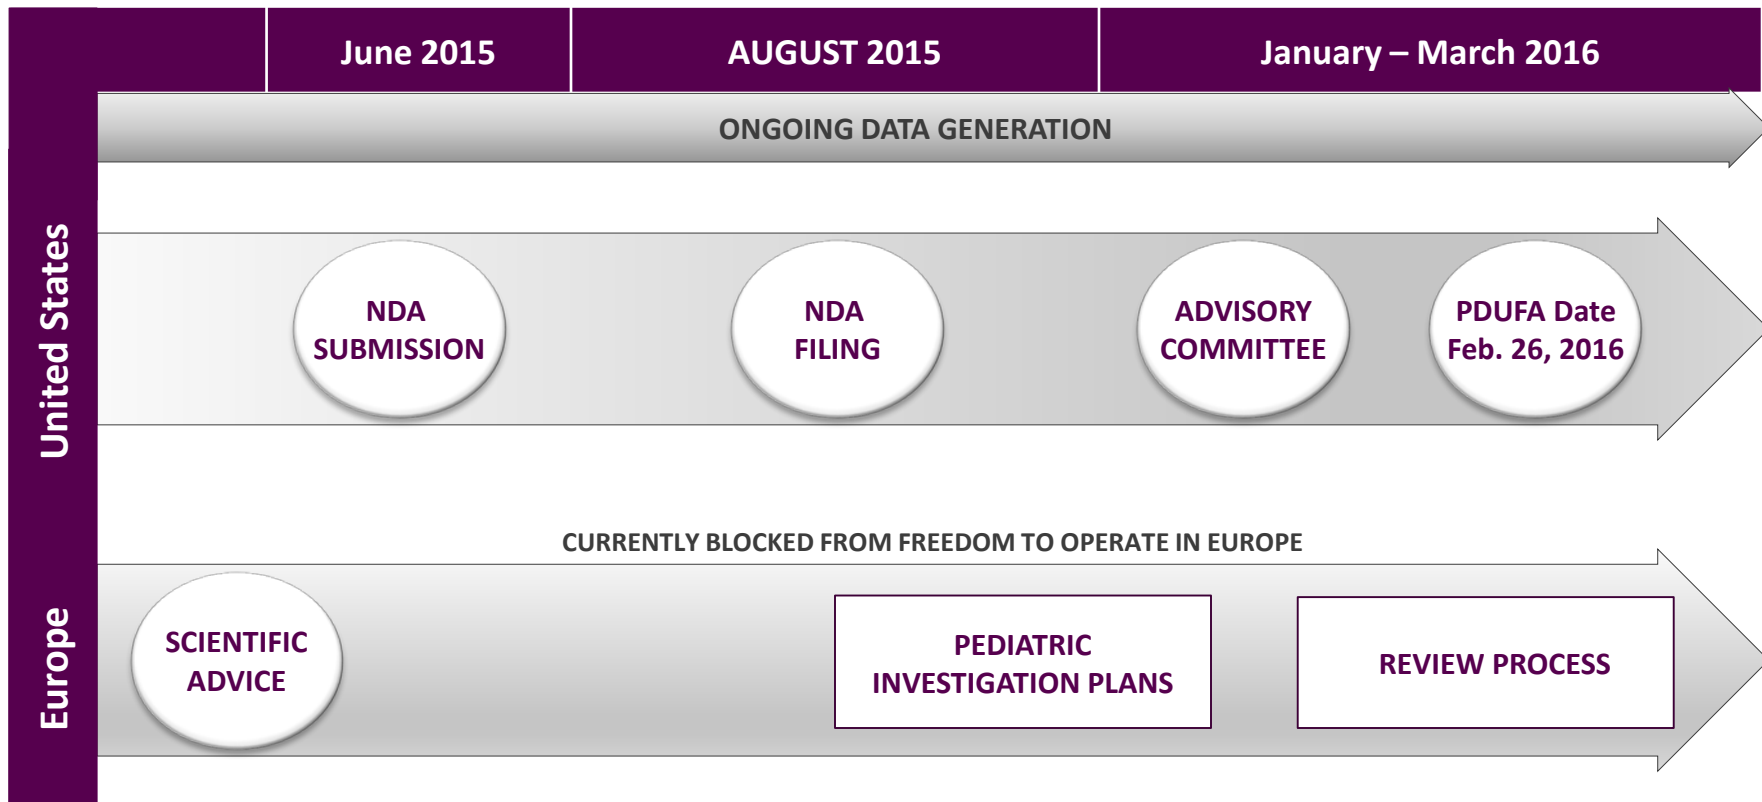 June 2015
AUGUST 2015
January – March 2016
ONGOING DATA GENERATION
United States
NDA
SUBMISSION
NDA
FILING
ADVISORY
COMMITTEE
PDUFA Date
Feb. 26, 2016
CURRENTLY BLOCKED FROM FREEDOM TO OPERATE IN EUROPE
Europe
SCIENTIFIC
ADVICE
PEDIATRIC
INVESTIGATION PLANS
REVIEW PROCESS